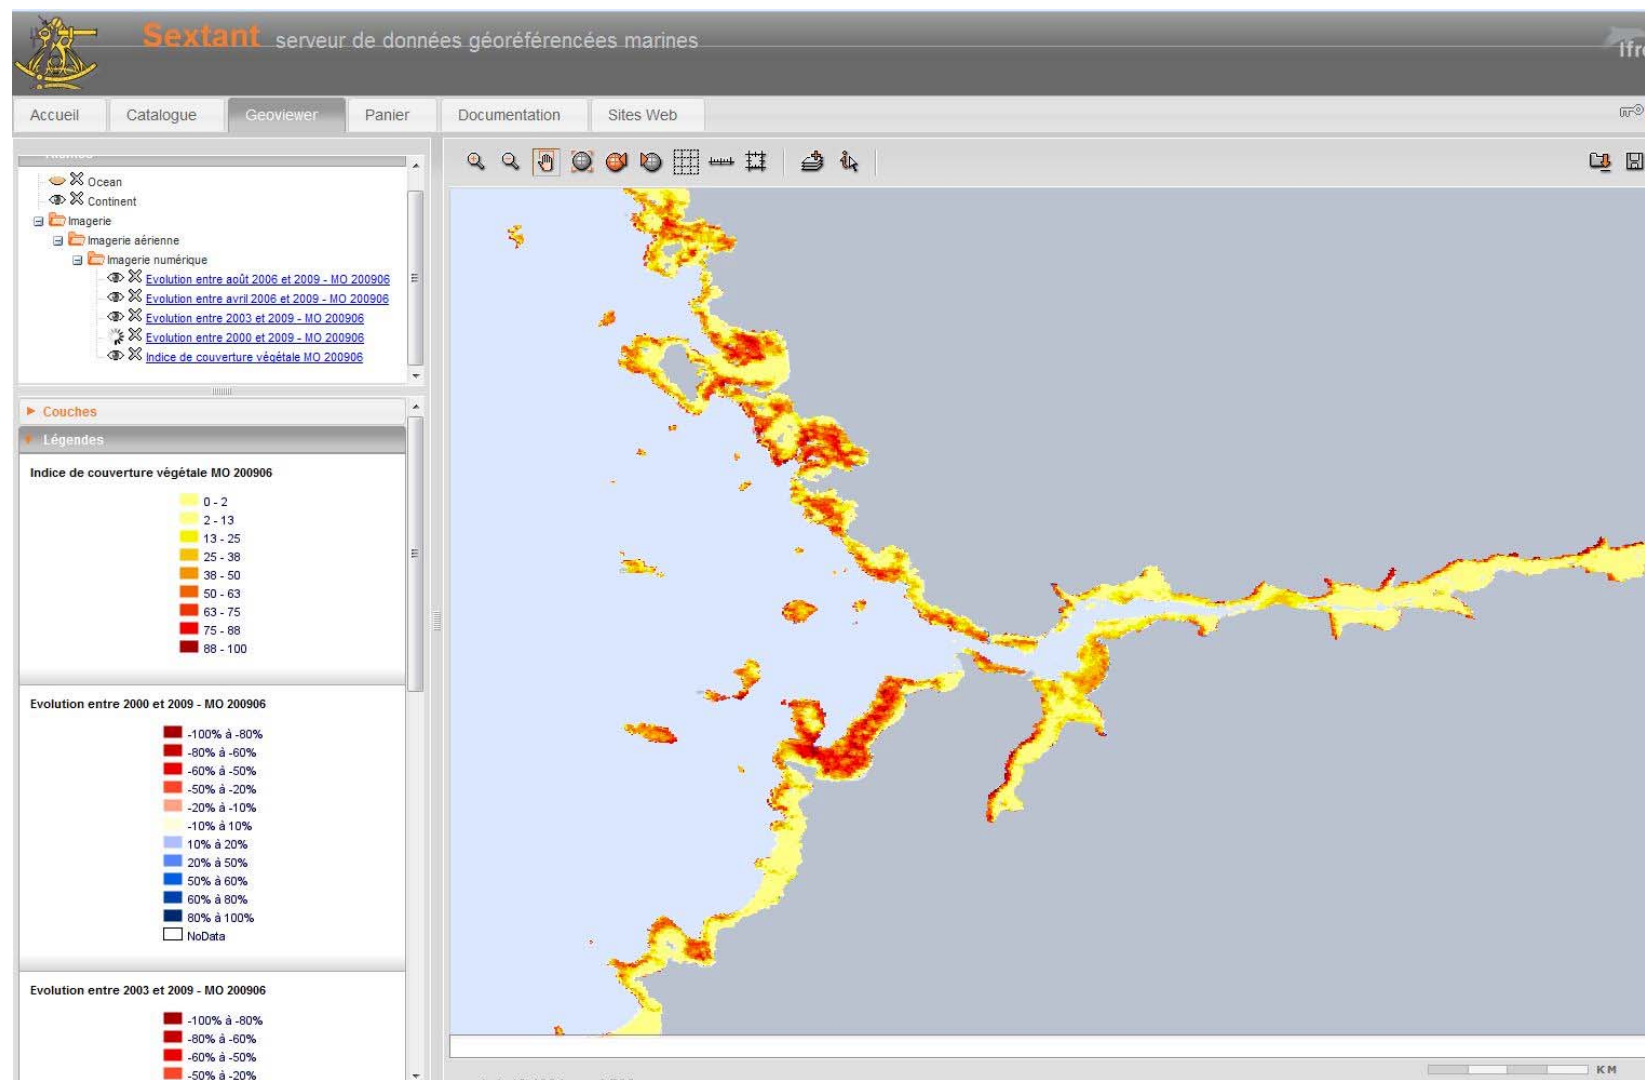 Sextant serveur de données géoréférencées marines
Accueil
Catalogue
Geoviewer
Panier
Documentation
Sites Web
Ocean
Continent
Imagerie
Imagerie aérienne
Imagerie numérique
Evolution entre août 2006 et 2009 - MO 200906
Evolution entre avril 2006 et 2009 - MO 200906
Evolution entre 2003 et 2009 - MO 200906
Evolution entre 2000 et 2009 - MO 200906
Indice de couverture végétale MO 200906
Couches
Légendes
Indice de couverture végétale MO 200906
0 - 2
2 - 13
13 - 25
25 - 38
38 - 50
50 - 63
63 - 75
75 - 88
88 - 100
Evolution entre 2000 et 2009 - MO 200906
-100% à -80%
-80% à -60%
-60% à -50%
-50% à -20%
-20% à -10%
-10% à 10%
10% à 20%
20% à 50%
50% à 60%
60% à 80%
80% à 100%
NoData
Evolution entre 2003 et 2009 - MO 200906
-100% à -80%
-80% à -60%
-60% à -50%
-50% à -20%
KM